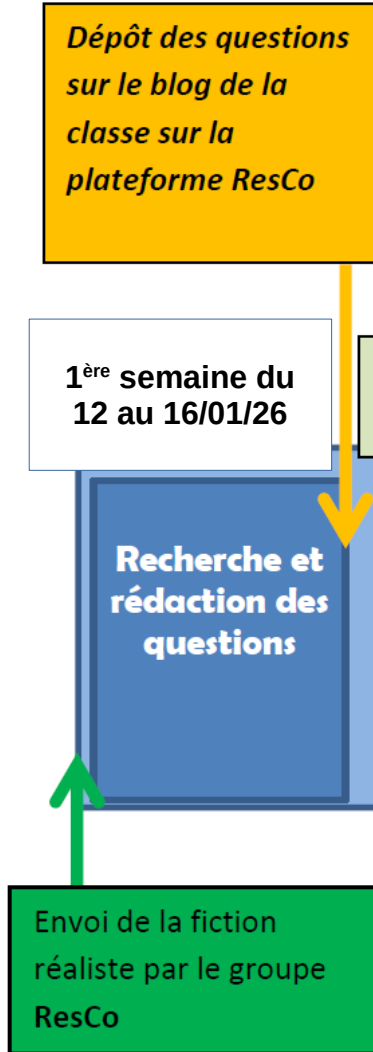 Dépôt des questions
sur le blog de la
classe sur la
plateforme ResCo
1ère semaine du
12 au 16/01/26
Recherche et
rédaction des
questions
Envoi de la fiction
réaliste par le groupe
ResCo